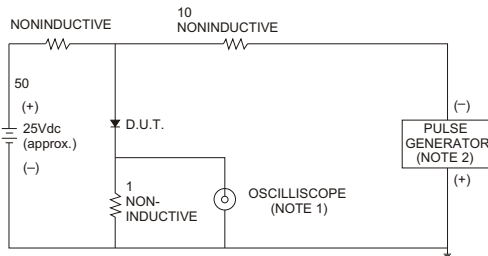 10
NONINDUCTIVE
NONINDUCTIVE
50
(+)
25Vdc
(approx.)
(–)
D.U.T.
1
NON-
INDUCTIVE
OSCILLISCOPE
(NOTE 1)
(–)
PULSE
GENERATOR
(NOTE 2)
(+)